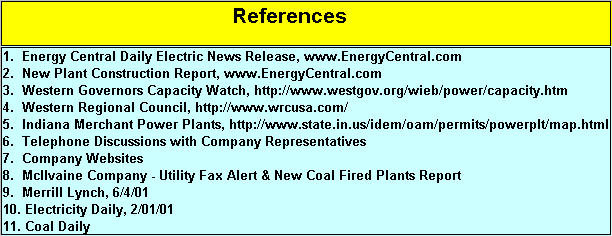 References
1. Energy Central Daily Electric News Release, www.EnergyCentral.com
2. New Plant Construction Report, www.EnergyCentral.com
3. Western Governors Capacity Watch, http://www.westgov.org/wieb/power/capacity.htm
4. Western Regional Council, http://www.wrcusa.com/
5. Indiana Merchant Power Plants, http://www.state.in.us/idem/oam/permits/powerplt/map.html
6. Telephone Discussions with Company Representatives
7. Company Websites
8. McIlvaine Company - Utility Fax Alert & New Coal Fired Plants Report
9. Merrill Lynch, 6/4/01
10. Electricity Daily, 2/01/01
11. Coal Daily